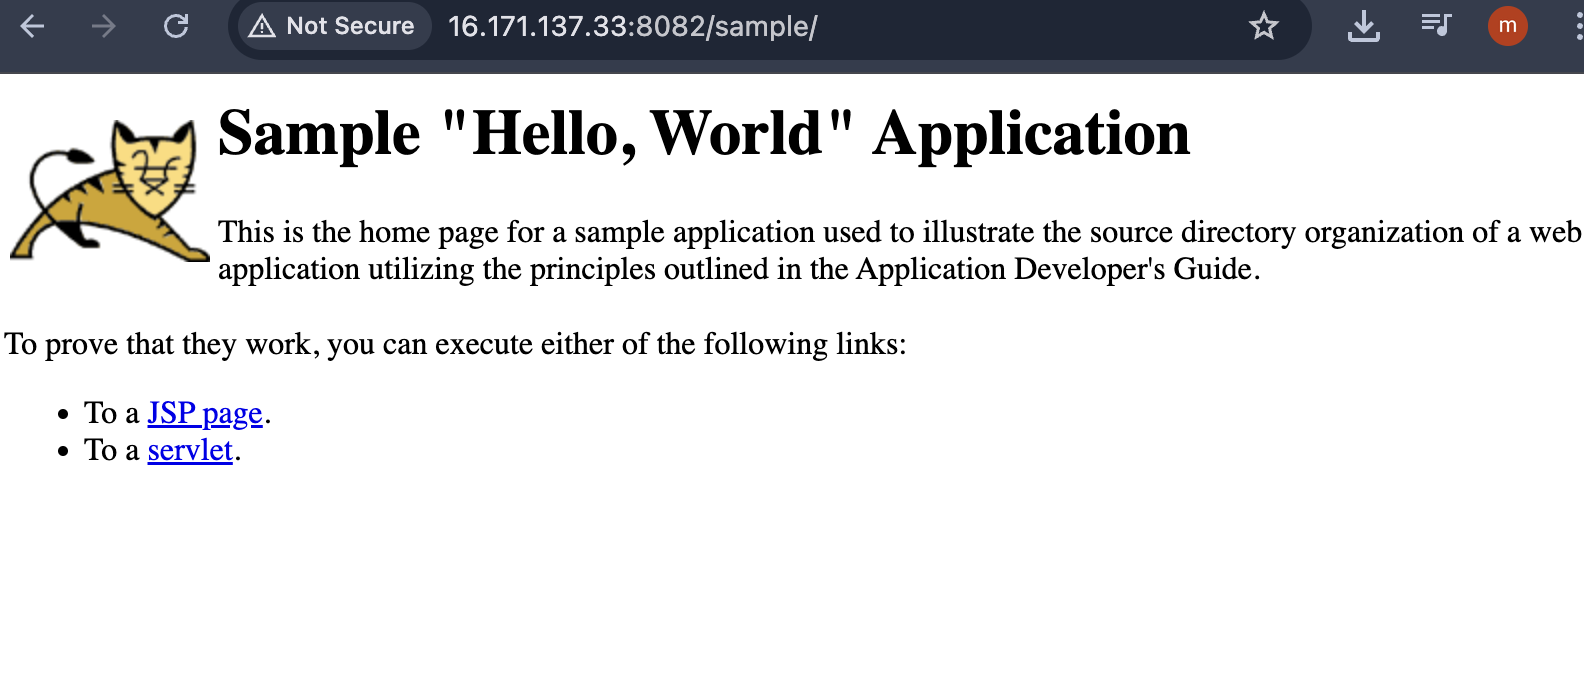 Not Secure 16.171.137.33:8082/sample/ m
Sample "Hello, World" Application
This is the home page for a sample application used to illustrate the source directory organization of a web
application utilizing the principles outlined in the Application Developer's Guide.
To prove that they work, you can execute either of the following links:
• To a JSP page.
• To a servlet.